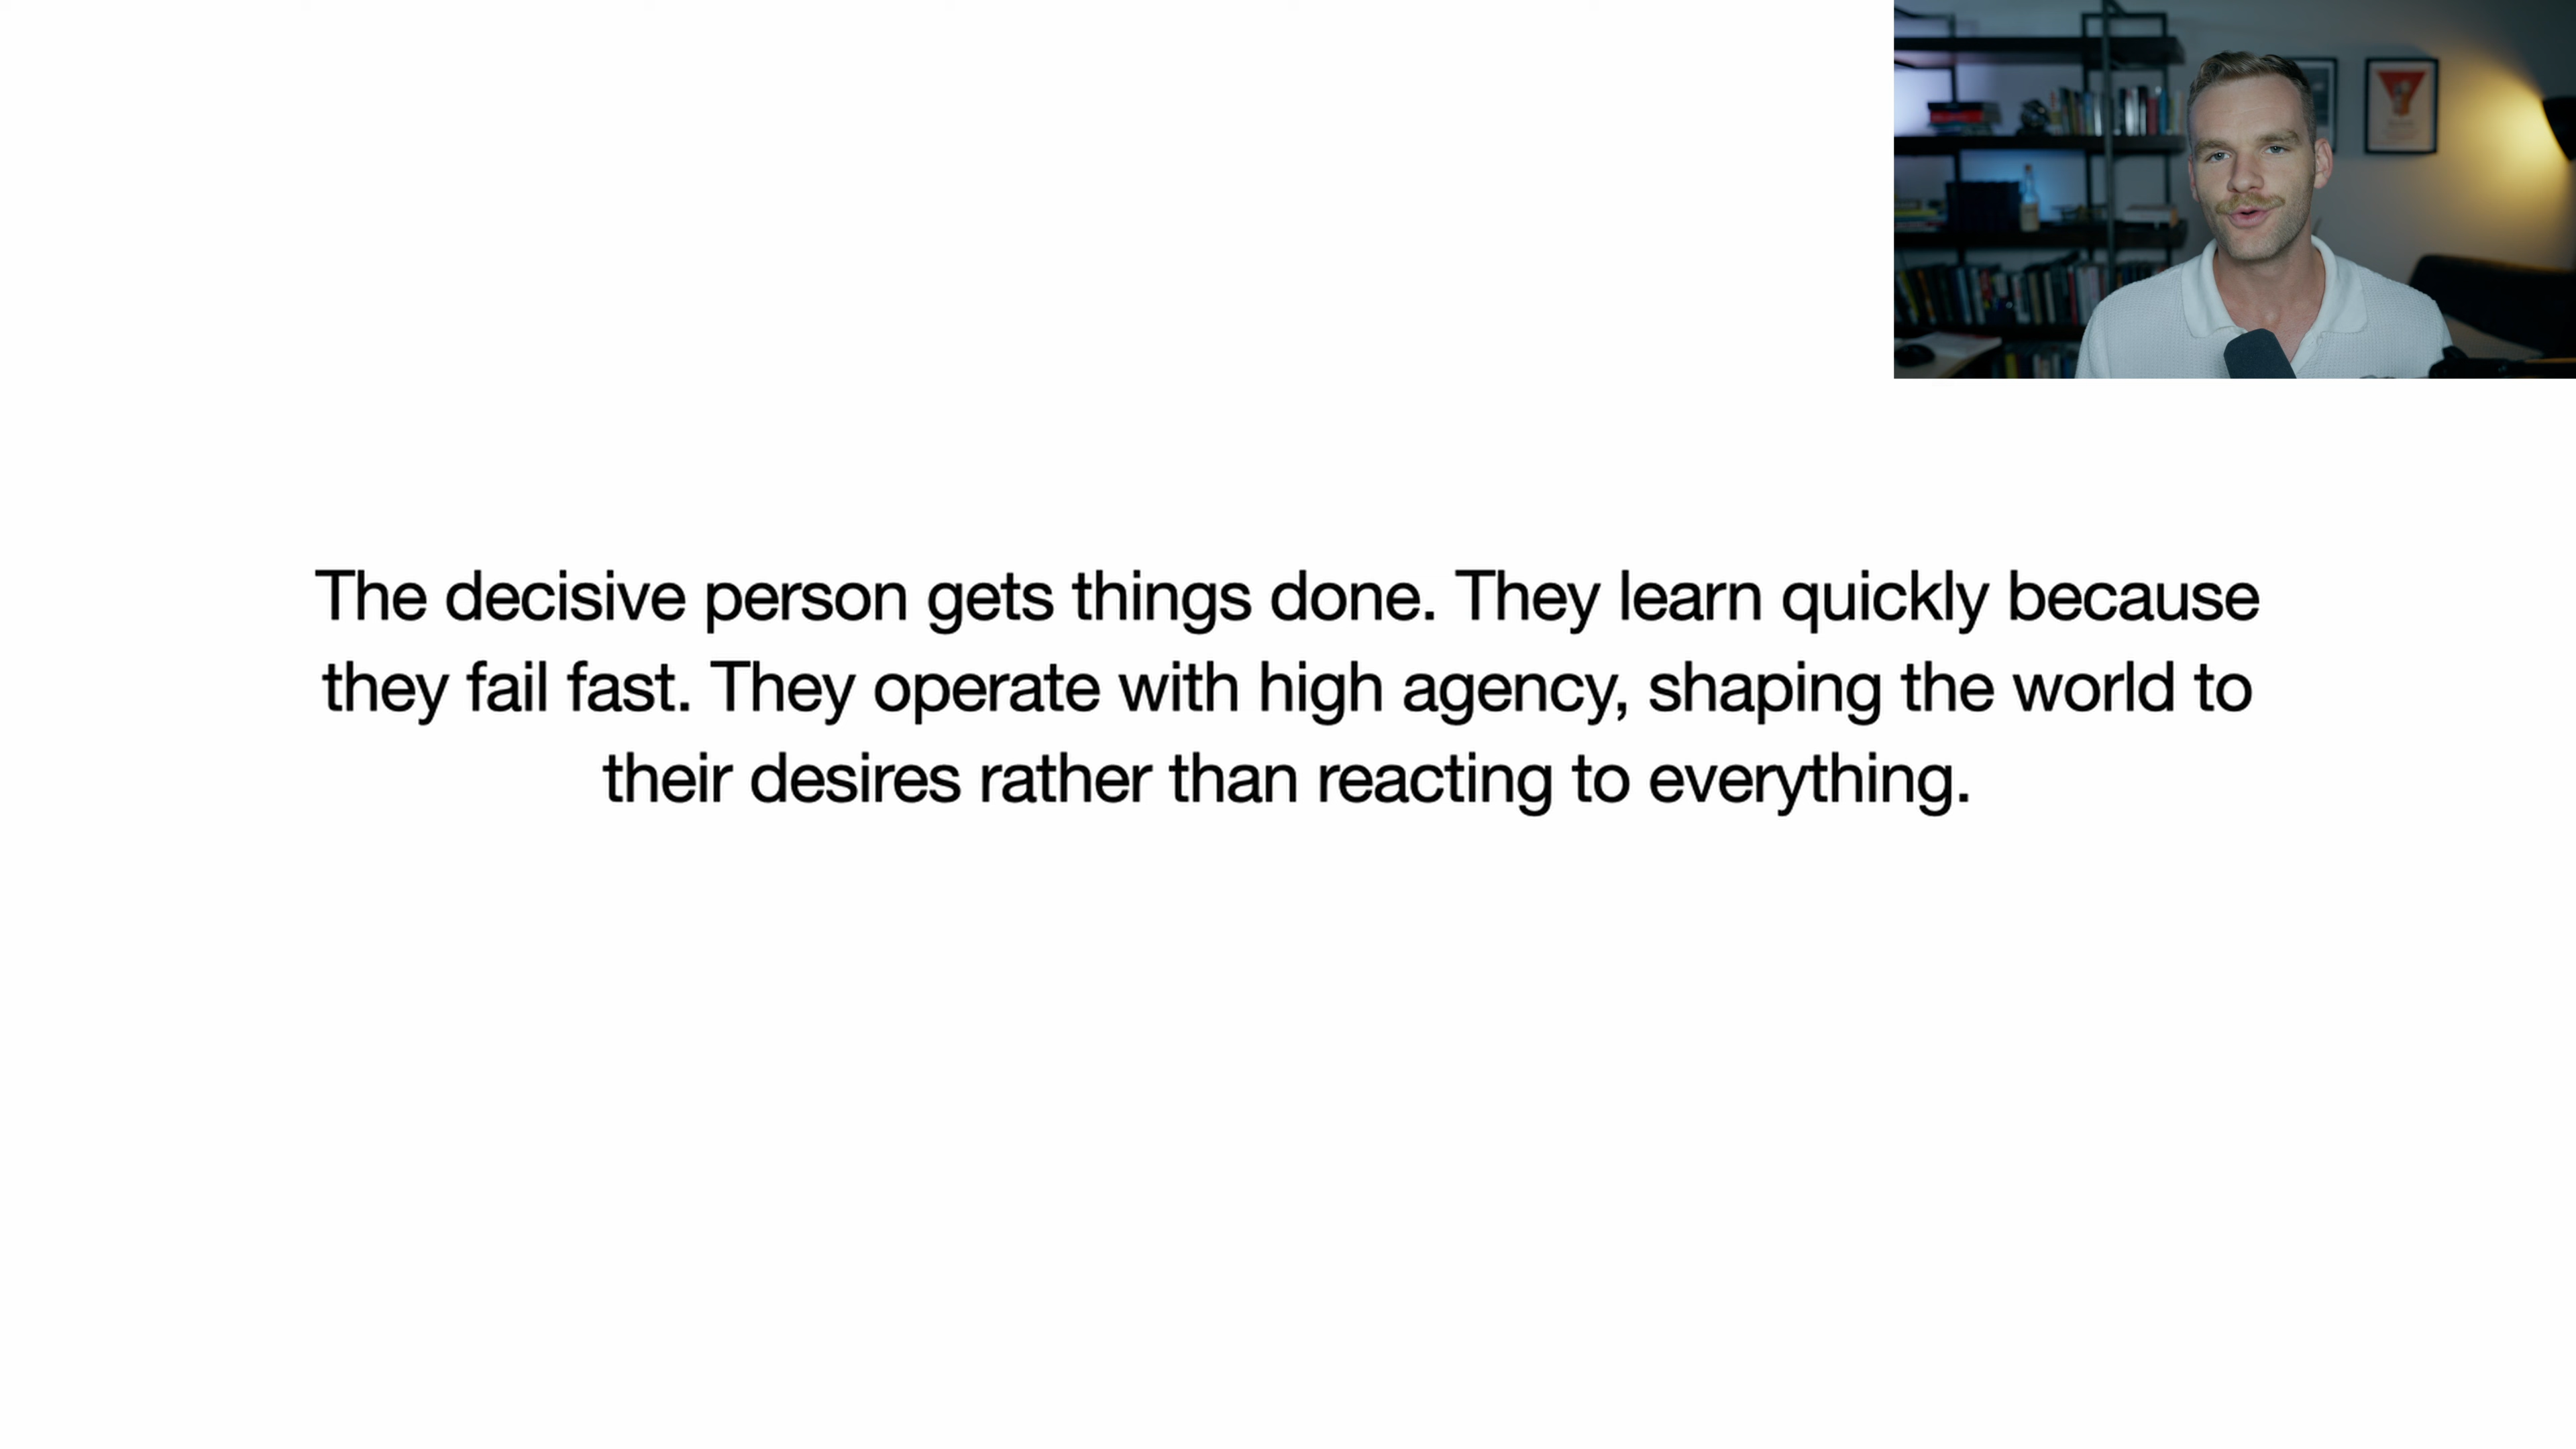 The decisive person gets things done. They learn quickly because
they fail fast. They operate with high agency, shaping the world to
their desires rather than reacting to everything.